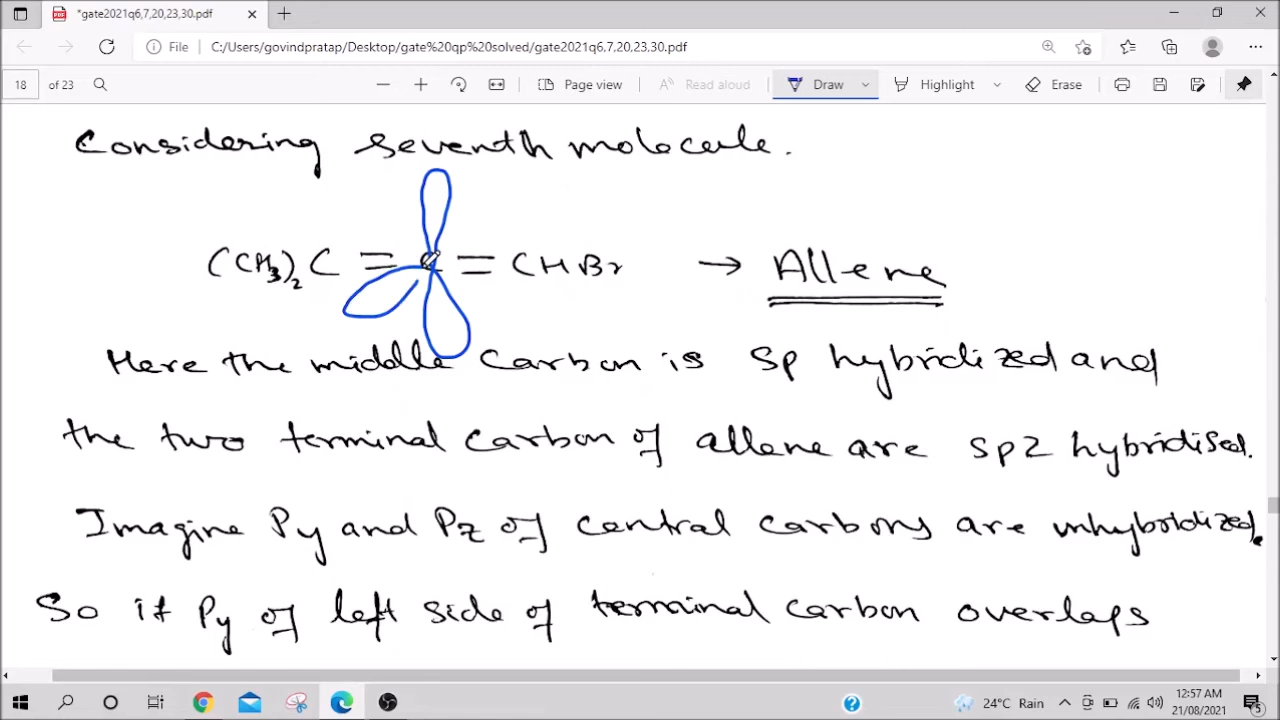 *gate2021q6,7,20,23,30.pdf
File C:/Users/govindpratap/Desktop/gate%20qp%20solved/gate2021q6,7,20,23,30.pdf
18 of 23 Page view Read aloud Draw Highlight Erase
Considering seventh molecule.
(CH3)2 C = C = CHBr → Allene
Here the middle Carbon is Sp hybridized and
the two terminal carbon of allene are sp2 hybridised.
Imagine Py and Pz of central carbons are unhybridized.
So if Py of left side of terminal carbon overlaps
24°C Rain
12:57 AM
21/08/2021
5